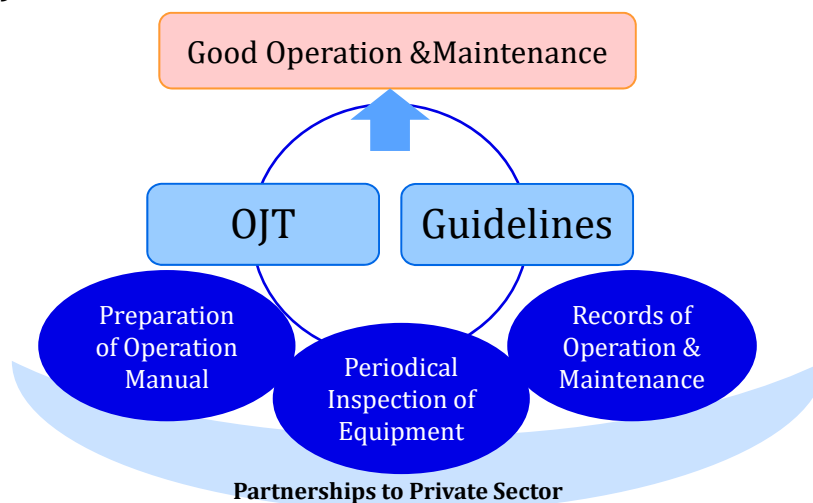 Good Operation &Maintenance
OJT
Guidelines
Preparation
of Operation
Manual
Periodical
Inspection of
Equipment
Records of
Operation &
Maintenance
Partnerships to Private Sector